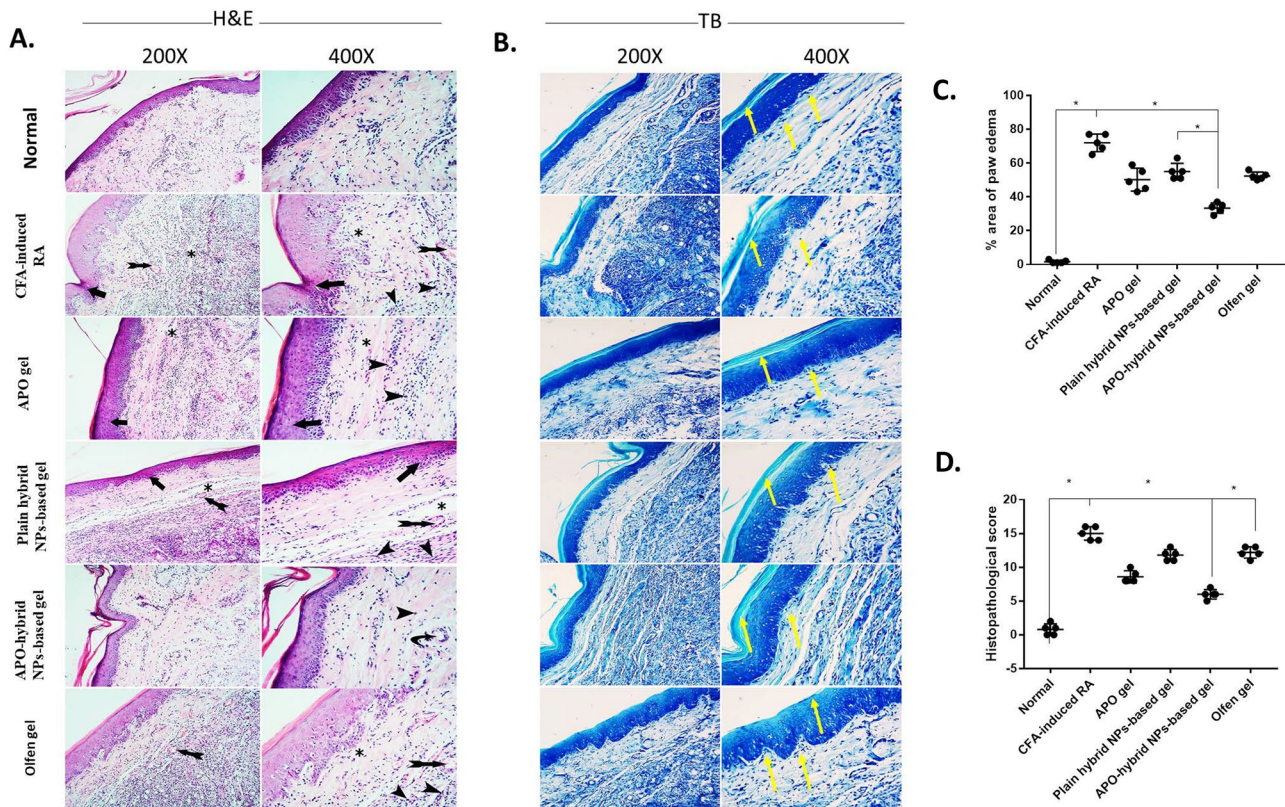 H&E
A.
200X
400X
Normal
CFA-induced
RA
APO gel
Plain hybrid
NPs-based gel
APO-hybrid
NPs-based gel
Olfen gel
*
*
*
*
*
*
*
TB
B.
200X
400X
C.
% area of paw edema
100
80
60
40
20
0
*
*
*
Normal
CFA-induced RA
APO gel
Plain hybrid NPs-based gel
APO-hybrid NPs-based gel
Olfen gel
D.
Histopathological score
20
15
10
5
0
-5
*
*
*
Normal
CFA-induced RA
APO gel
Plain hybrid NPs-based gel
APO-hybrid NPs-based gel
Olfen gel